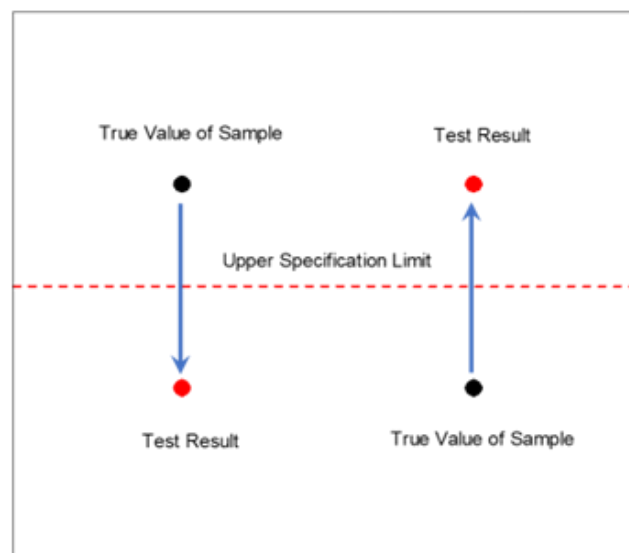 True Value of Sample
Test Result
Upper Specification Limit
Test Result
True Value of Sample